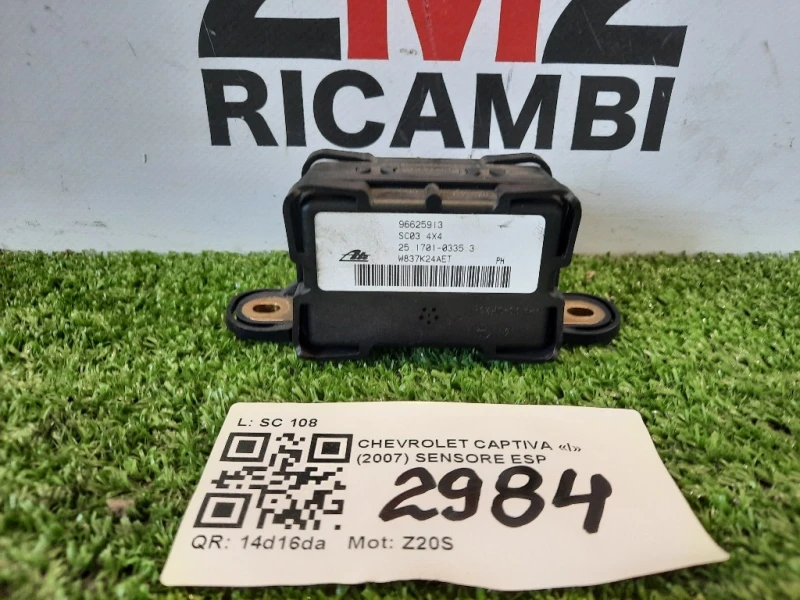 2M2
RICAMBI
96625913
SC03 4X4
25.1701-0335.3
Ate W837K24AET PH
L: SC 108
CHEVROLET CAPTIVA «I»
(2007) SENSORE ESP
2984
QR: 14d16da Mot: Z20S